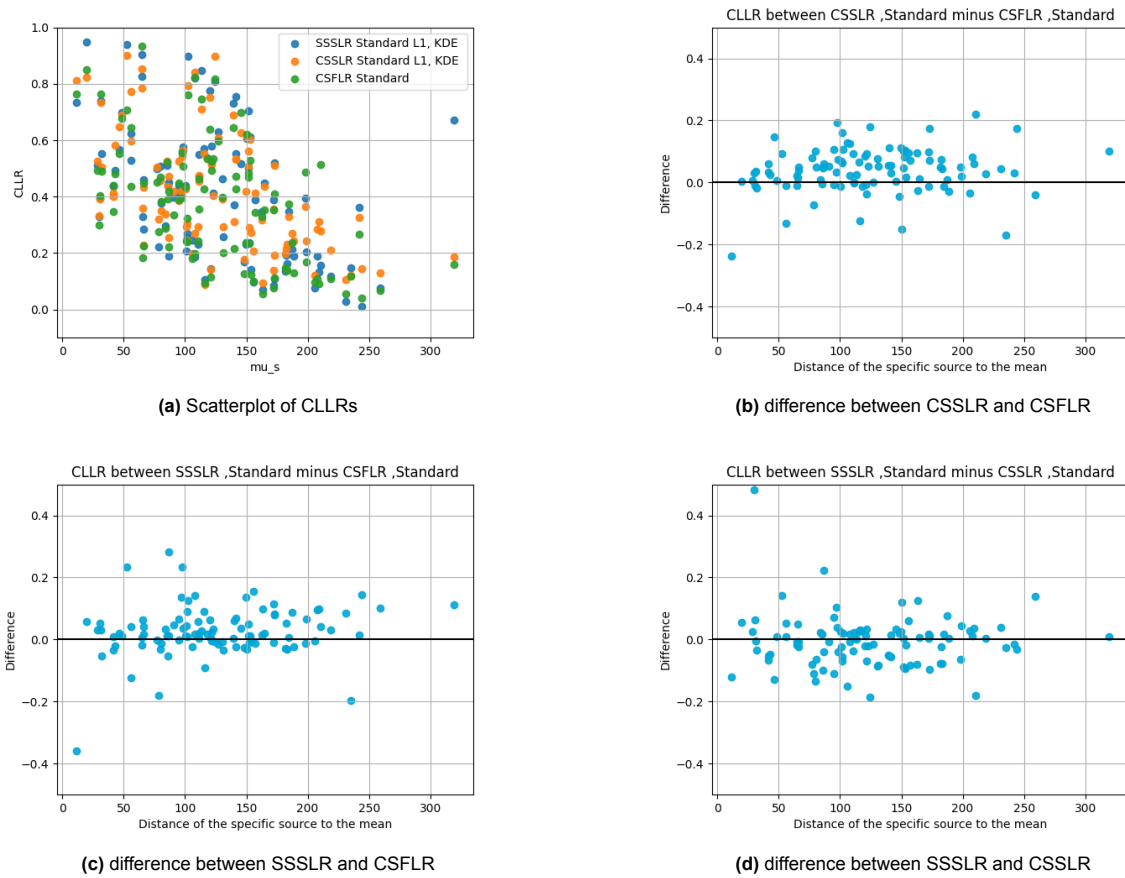 1.0
0.8
0.6
0.4
0.2
0.0
CLLR
0 50 100 150 200 250 300
mu_s
SSSLR Standard L1, KDE
CSSLR Standard L1, KDE
CSFLR Standard
(a) Scatterplot of CLLRs
CLLR between CSSLR ,Standard minus CSFLR ,Standard
0.4
0.2
0.0
−0.2
−0.4
Difference
0 50 100 150 200 250 300
Distance of the specific source to the mean
(b) difference between CSSLR and CSFLR
CLLR between SSSLR ,Standard minus CSFLR ,Standard
0.4
0.2
0.0
−0.2
−0.4
Difference
0 50 100 150 200 250 300
Distance of the specific source to the mean
(c) difference between SSSLR and CSFLR
CLLR between SSSLR ,Standard minus CSSLR ,Standard
0.4
0.2
0.0
−0.2
−0.4
Difference
0 50 100 150 200 250 300
Distance of the specific source to the mean
(d) difference between SSSLR and CSSLR